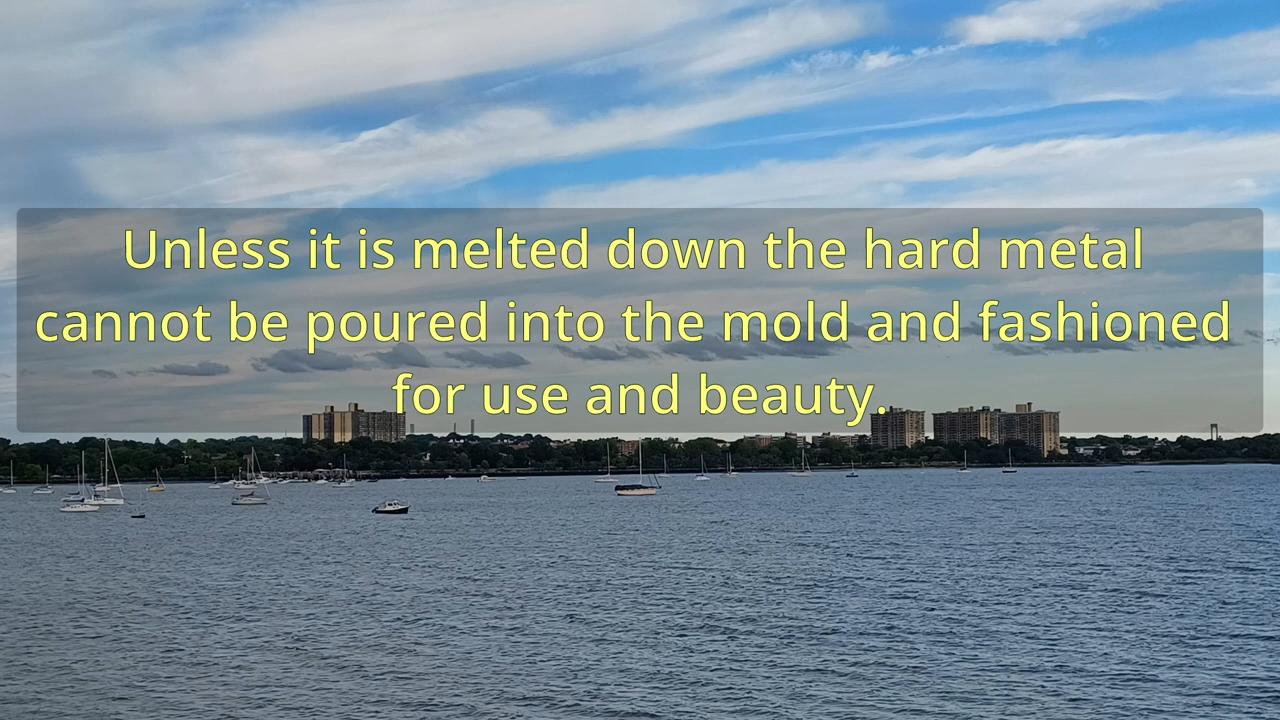 Unless it is melted down the hard metal
cannot be poured into the mold and fashioned
for use and beauty.